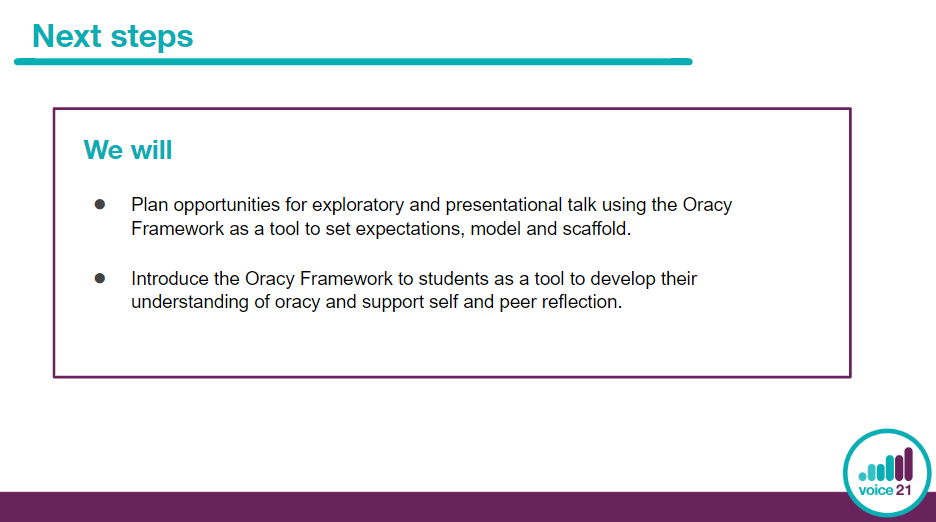 Next steps
We will
● Plan opportunities for exploratory and presentational talk using the Oracy
Framework as a tool to set expectations, model and scaffold.
● Introduce the Oracy Framework to students as a tool to develop their
understanding of oracy and support self and peer reflection.
voice 21